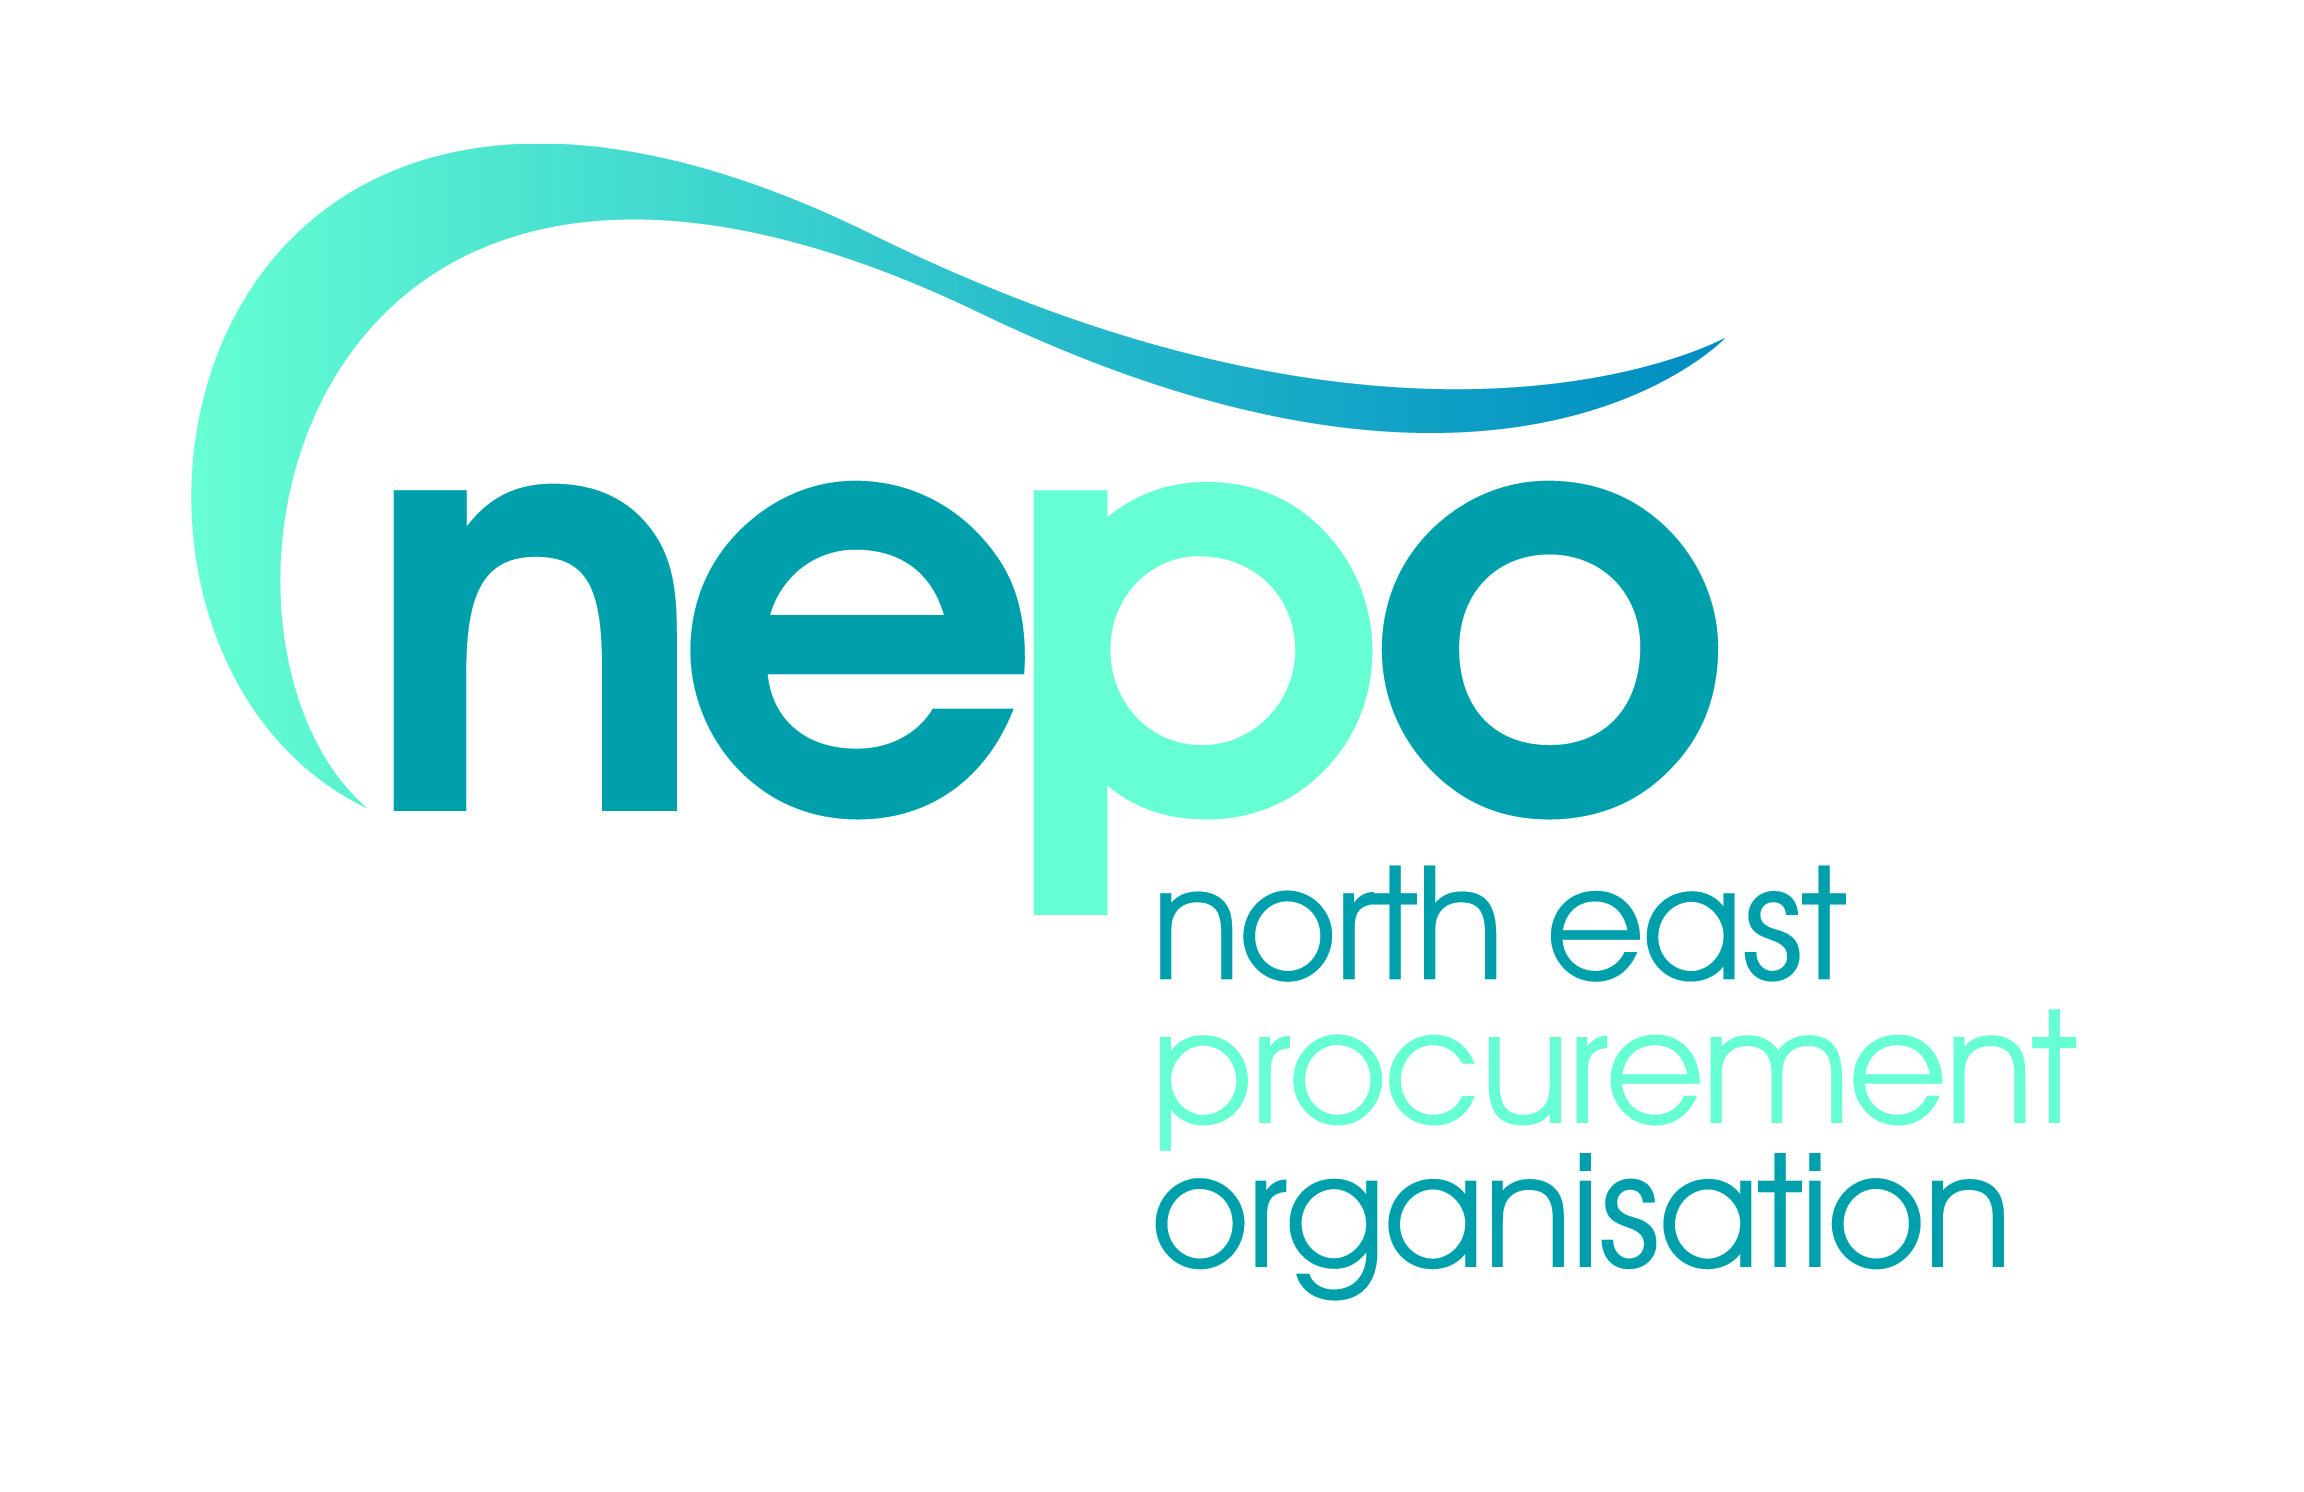 nepo
north east
procurement
organisation